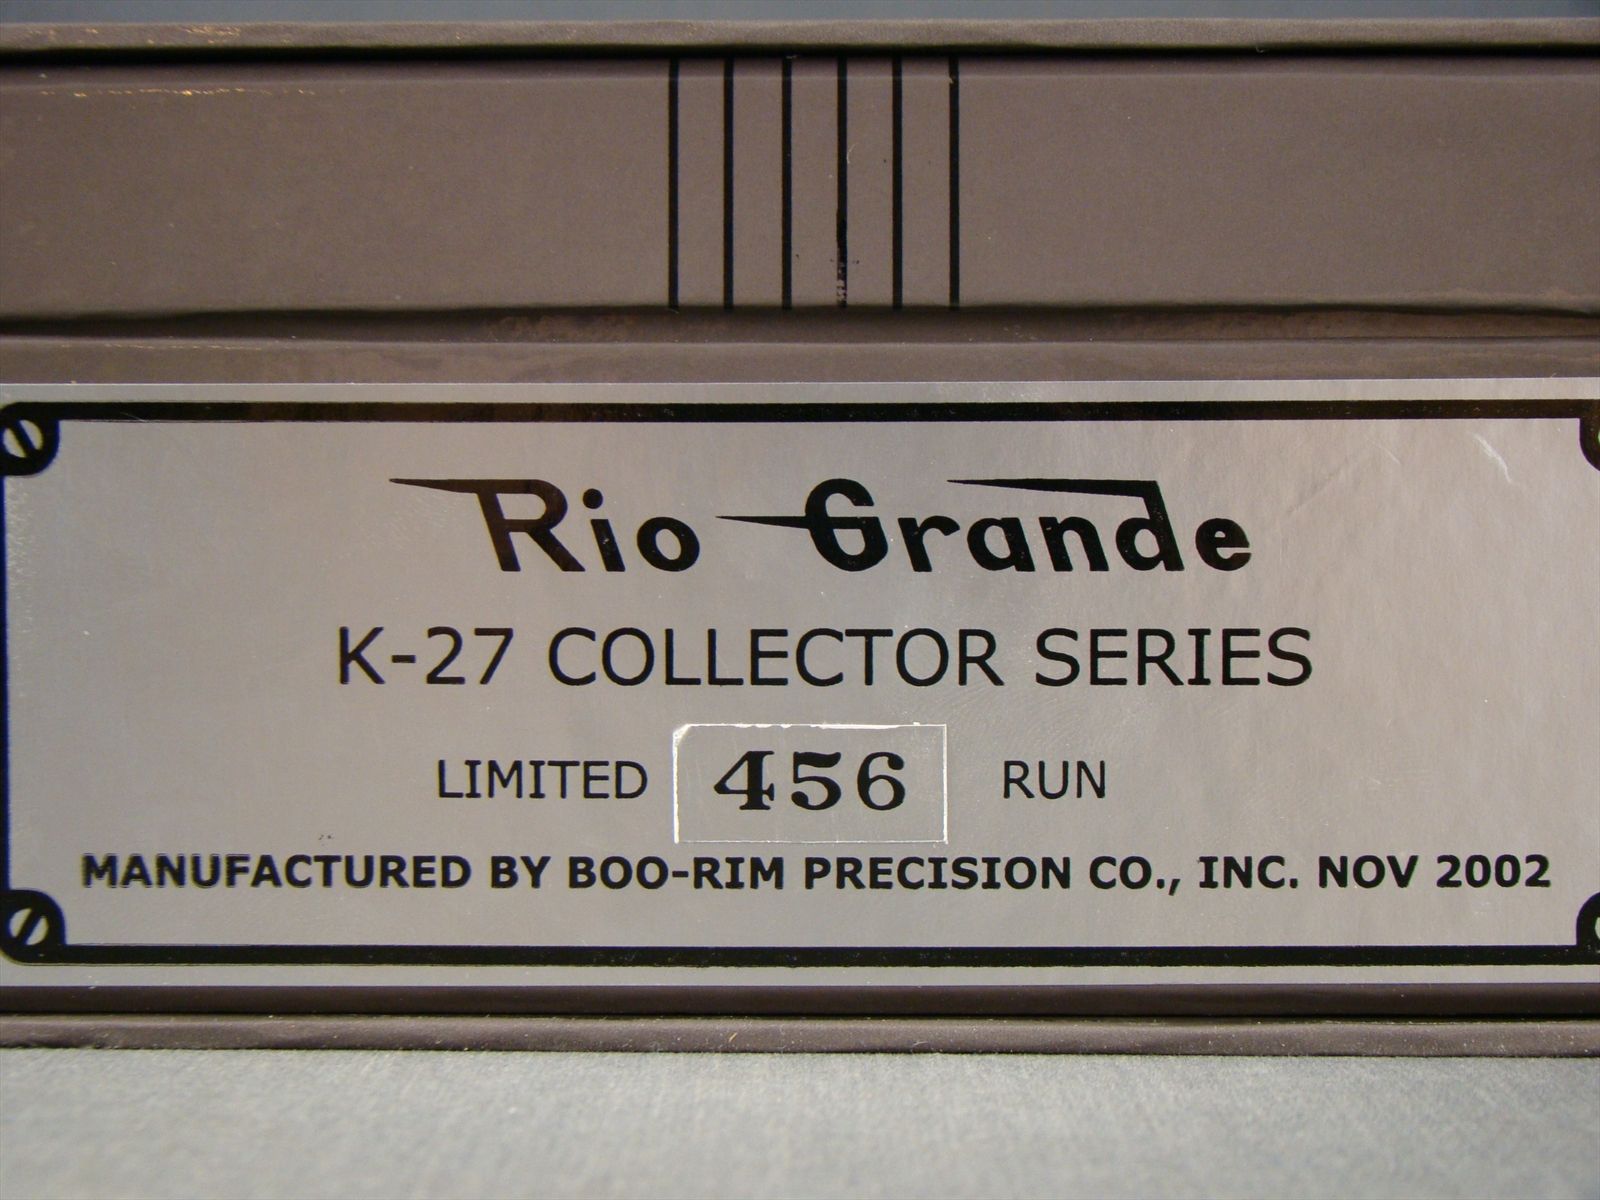 Rio Grande
K-27 COLLECTOR SERIES
LIMITED 456 RUN
MANUFACTURED BY BOO-RIM PRECISION CO., INC. NOV 2002